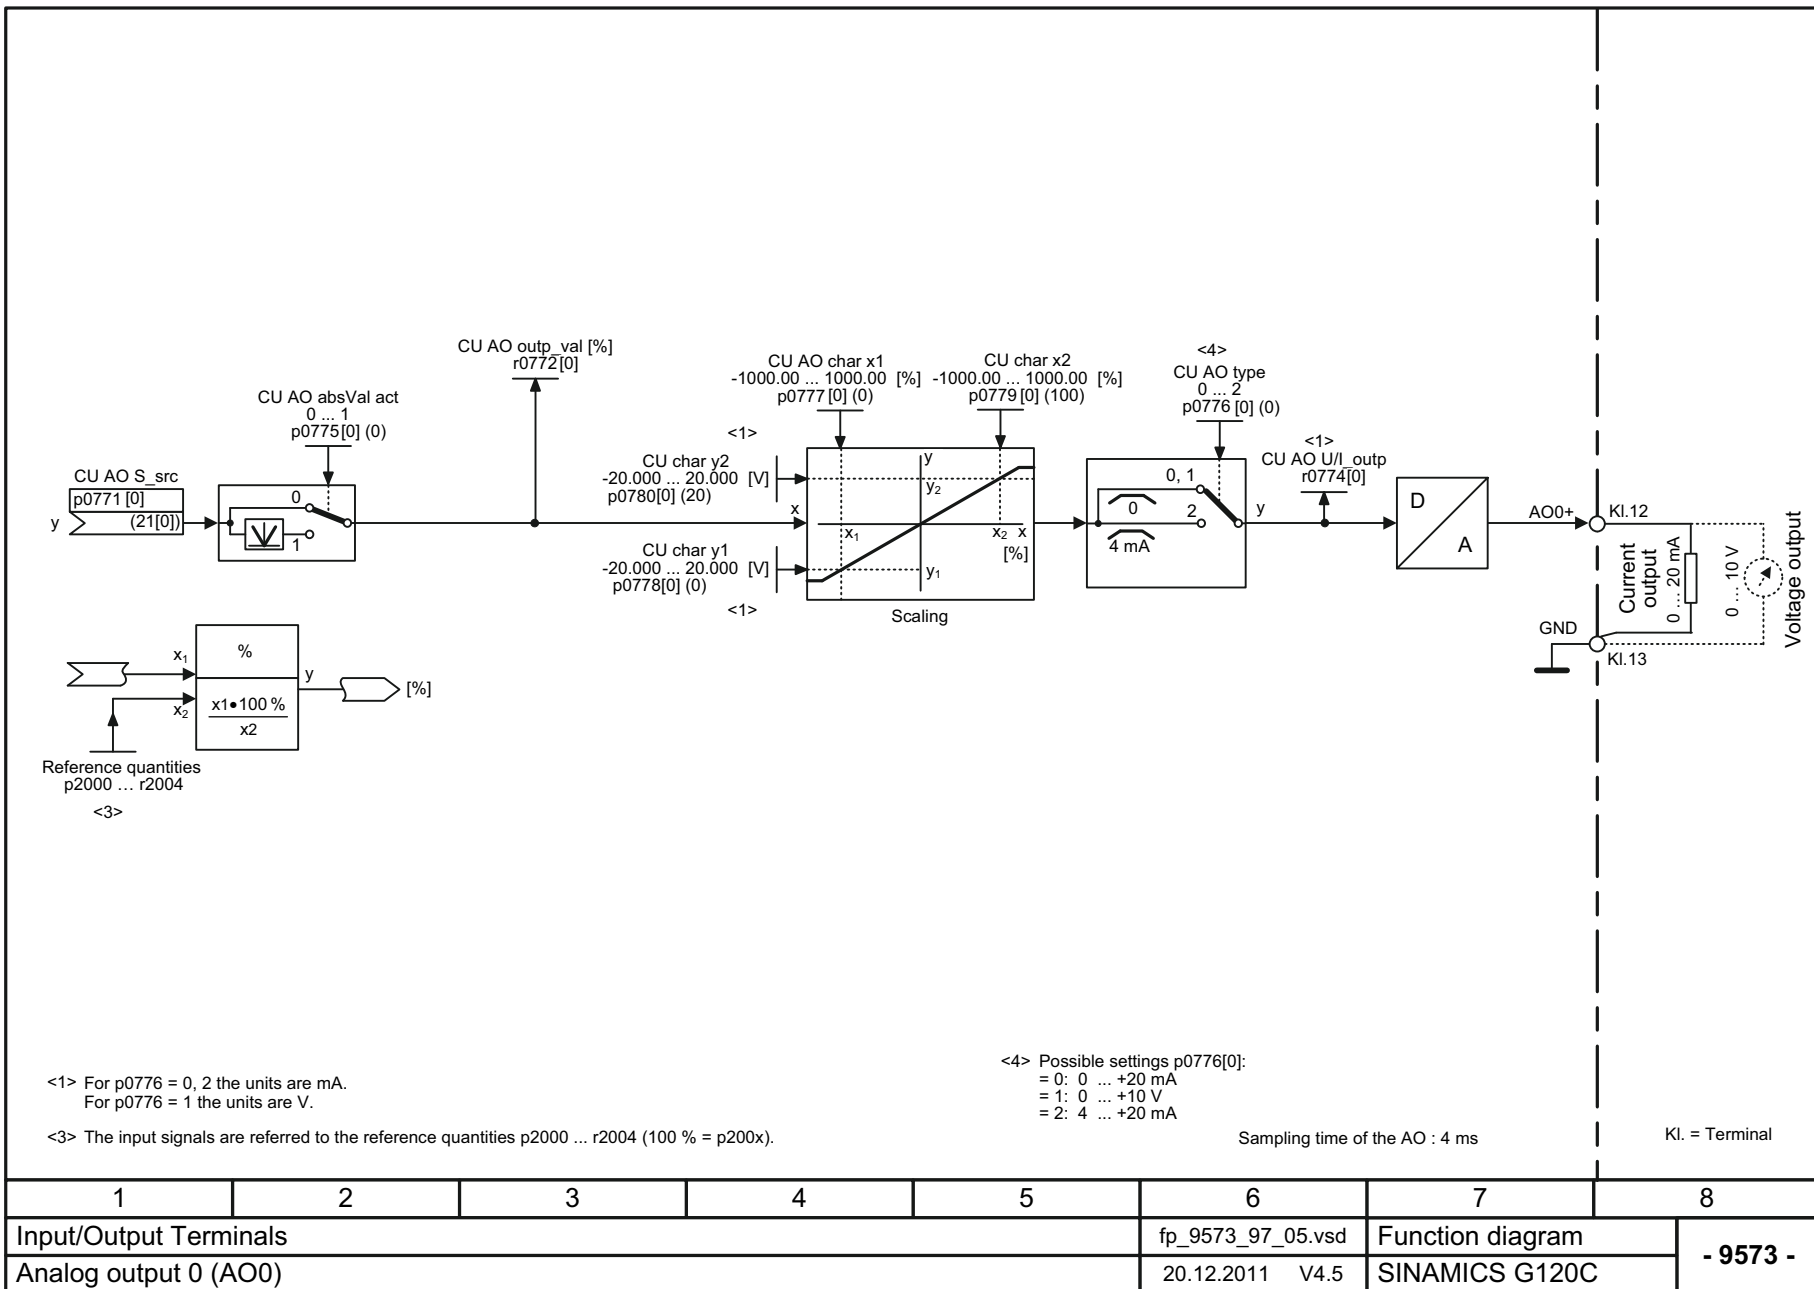 CU AO S_src
p0771 [0]
(21[0])
y
CU AO absVal act
0 ... 1
p0775[0] (0)
0
1
CU AO outp_val [%]
r0772[0]
CU AO char x1
-1000.00 ... 1000.00 [%]
p0777[0] (0)
CU char x2
-1000.00 ... 1000.00 [%]
p0779[0] (100)
<1>
CU char y2
-20.000 ... 20.000 [V]
p0780[0] (20)
x
CU char y1
-20.000 ... 20.000 [V]
p0778[0] (0)
<1>
y
y2
x1
x2 x
[%]
y1
Scaling
<4>
CU AO type
0 ... 2
p0776[0] (0)
0, 1
0
2
4 mA
y
<1>
CU AO U/I_outp
r0774[0]
D
A
AO0+
Kl.12
Current output
0 ... 20 mA
0 ... 10 V
Voltage output
GND
Kl.13
x1
x2
%
x1•100 %
x2
y
[%]
Reference quantities
p2000 ... r2004
<3>
<1> For p0776 = 0, 2 the units are mA.
For p0776 = 1 the units are V.
<3> The input signals are referred to the reference quantities p2000 ... r2004 (100 % = p200x).
<4> Possible settings p0776[0]:
= 0: 0 ... +20 mA
= 1: 0 ... +10 V
= 2: 4 ... +20 mA
Sampling time of the AO : 4 ms
Kl. = Terminal
1 2 3 4 5 6 7 8
Input/Output Terminals
fp_9573_97_05.vsd
Function diagram
- 9573 -
Analog output 0 (AO0)
20.12.2011 V4.5
SINAMICS G120C